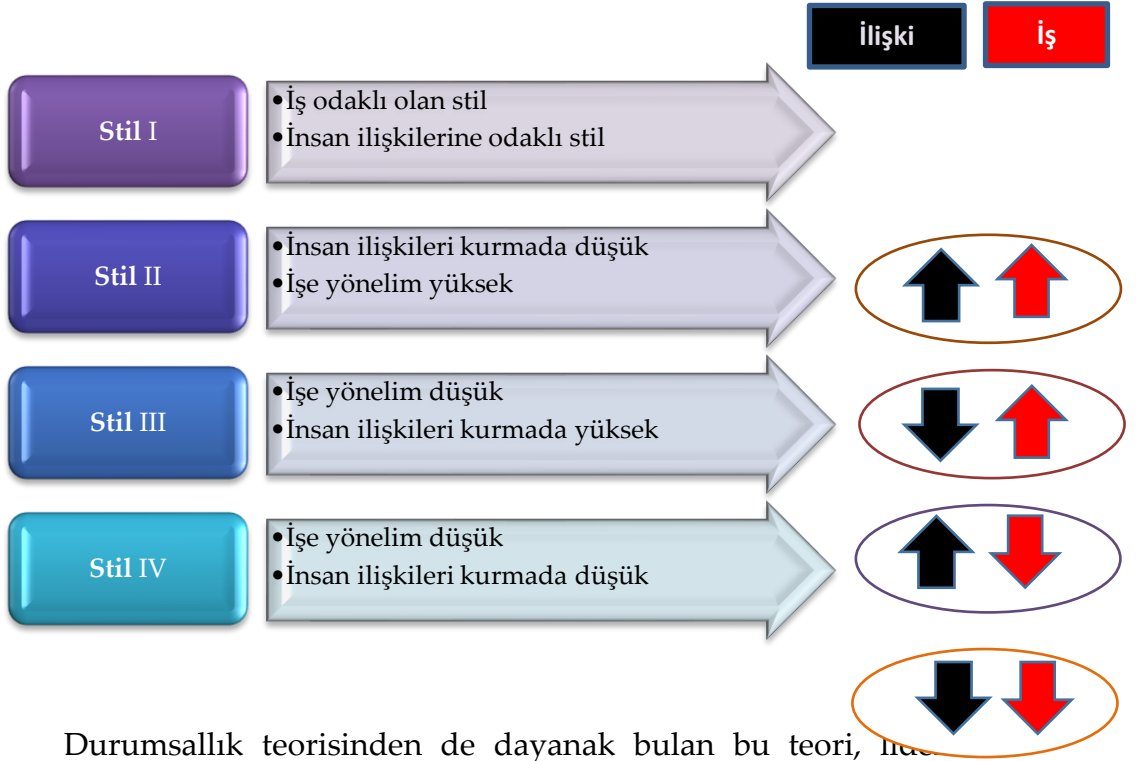 İlişki İş
Stil I
•İş odaklı olan stil
•İnsan ilişkilerine odaklı stil
Stil II
•İnsan ilişkileri kurmada düşük
•İşe yönelim yüksek
Stil III
•İşe yönelim düşük
•İnsan ilişkileri kurmada yüksek
Stil IV
•İşe yönelim düşük
•İnsan ilişkileri kurmada düşük
Durumsallık teorisinden de dayanak bulan bu teori,